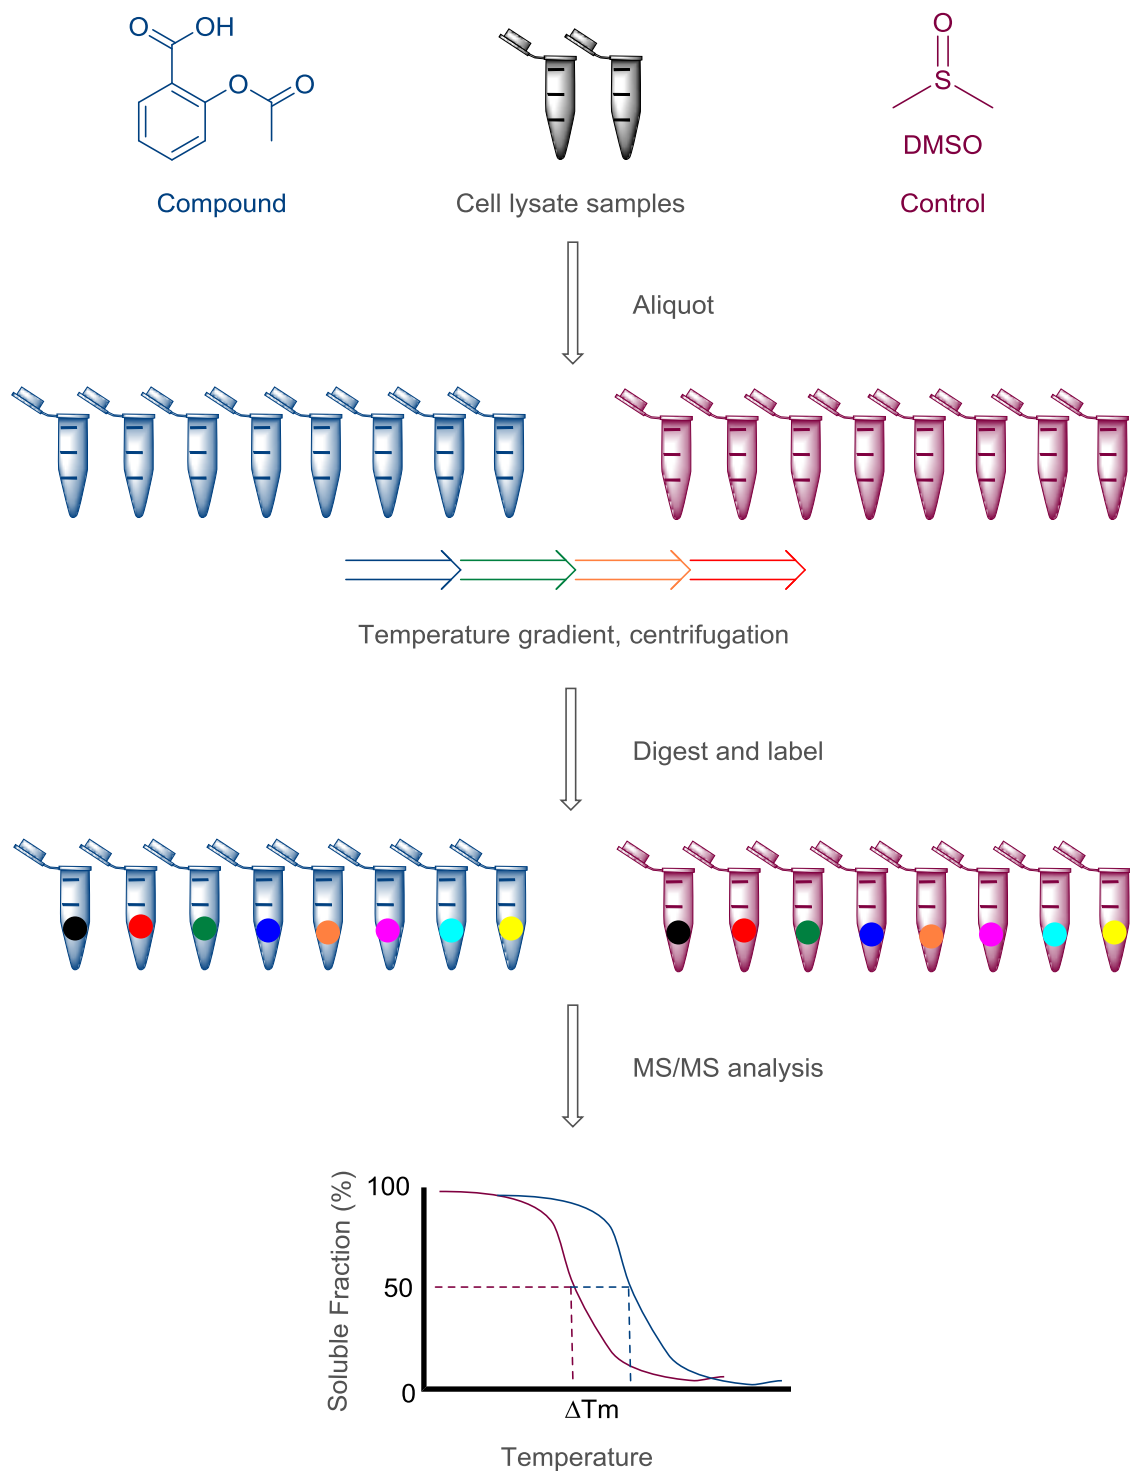 O OH
O O
O
S
DMSO
Compound
Cell lysate samples
Control
Aliquot
Temperature gradient, centrifugation
Digest and label
MS/MS analysis
Soluble Fraction (%)
100
50
0
ΔTm
Temperature